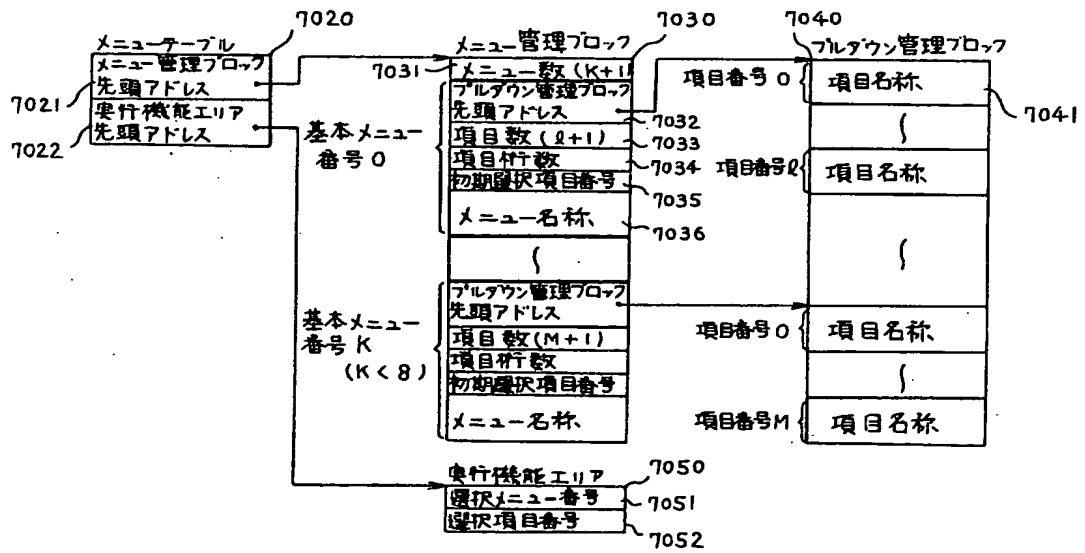 7020
メニューテーブル
メニュー管理ブロック
先頭アドレス
7021
実行機能エリア
先頭アドレス
7022
7030
メニュー管理ブロック
7031
メニュー数(K+1)
基本メニュー
番号0
プルダウン管理ブロック
先頭アドレス
7032
項目数(l+1)
7033
項目桁数
7034
初期選択項目番号
7035
メニュー名称
7036
基本メニュー
番号K
(K<8)
プルダウン管理ブロック
先頭アドレス
項目数(M+1)
項目桁数
初期選択項目番号
メニュー名称
7040
プルダウン管理ブロック
項目番号0
項目名称
7041
項目番号l
項目名称
項目番号0
項目名称
項目番号M
項目名称
7050
実行機能エリア
選択メニュー番号
7051
選択項目番号
7052